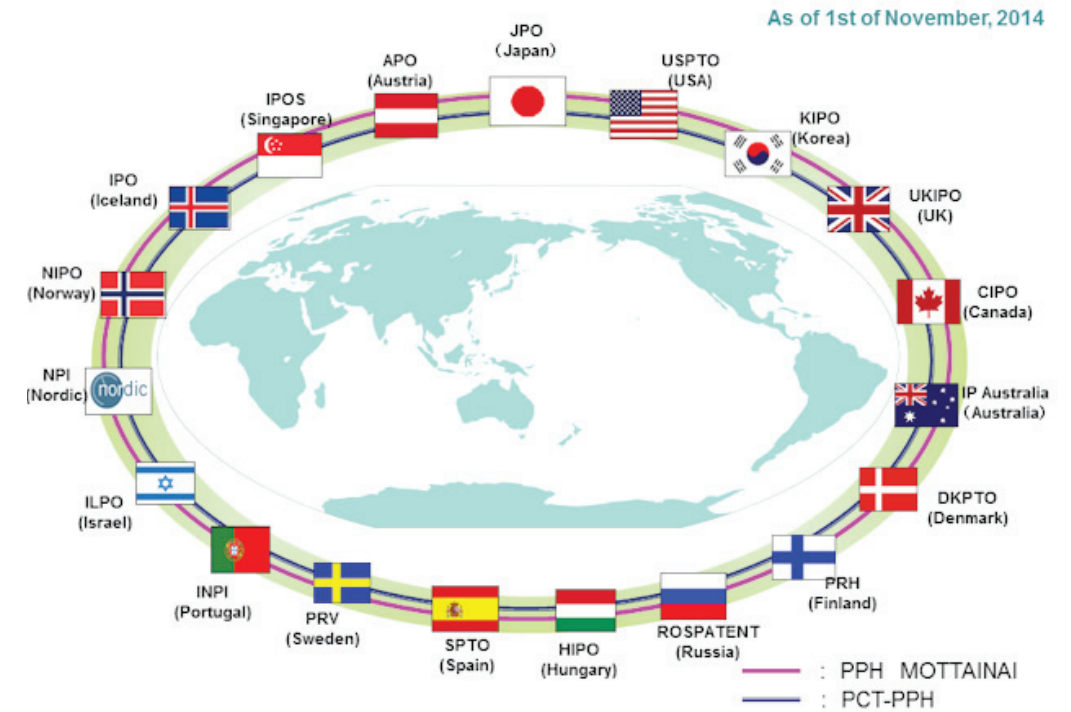 As of 1st of November, 2014
JPO
(Japan)
USPTO
(USA)
KIPO
(Korea)
UKIPO
(UK)
CIPO
(Canada)
IP Australia
(Australia)
DKPTO
(Denmark)
PRH
(Finland)
ROSPATENT
(Russia)
HIPO
(Hungary)
SPTO
(Spain)
PRV
(Sweden)
INPI
(Portugal)
ILPO
(Israel)
NPI
(Nordic)
nordic
NIPO
(Norway)
IPO
(Iceland)
IPOS
(Singapore)
APO
(Austria)
: PPH MOTTAINAI
: PCT-PPH